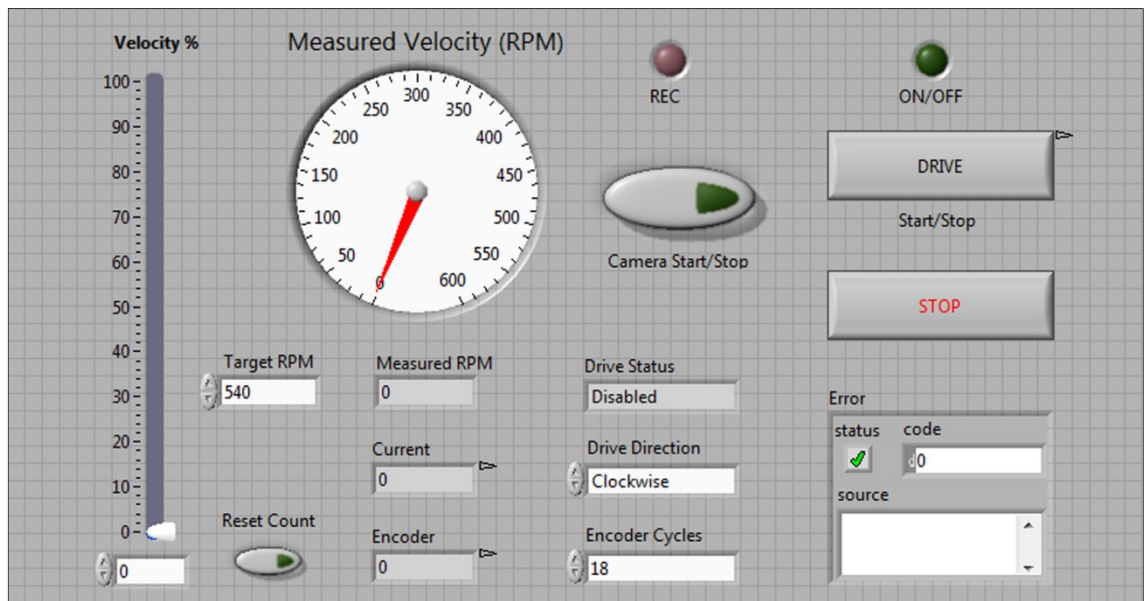 Velocity %
100
90
80
70
60
50
40
30
20
10
0
0
Measured Velocity (RPM)
0
50
100
150
200
250
300
350
400
450
500
550
600
REC
ON/OFF
Camera Start/Stop
DRIVE
Start/Stop
STOP
Target RPM
540
Measured RPM
0
Drive Status
Disabled
Current
0
Drive Direction
Clockwise
Reset Count
Encoder
0
Encoder Cycles
18
Error
status
code
d0
source